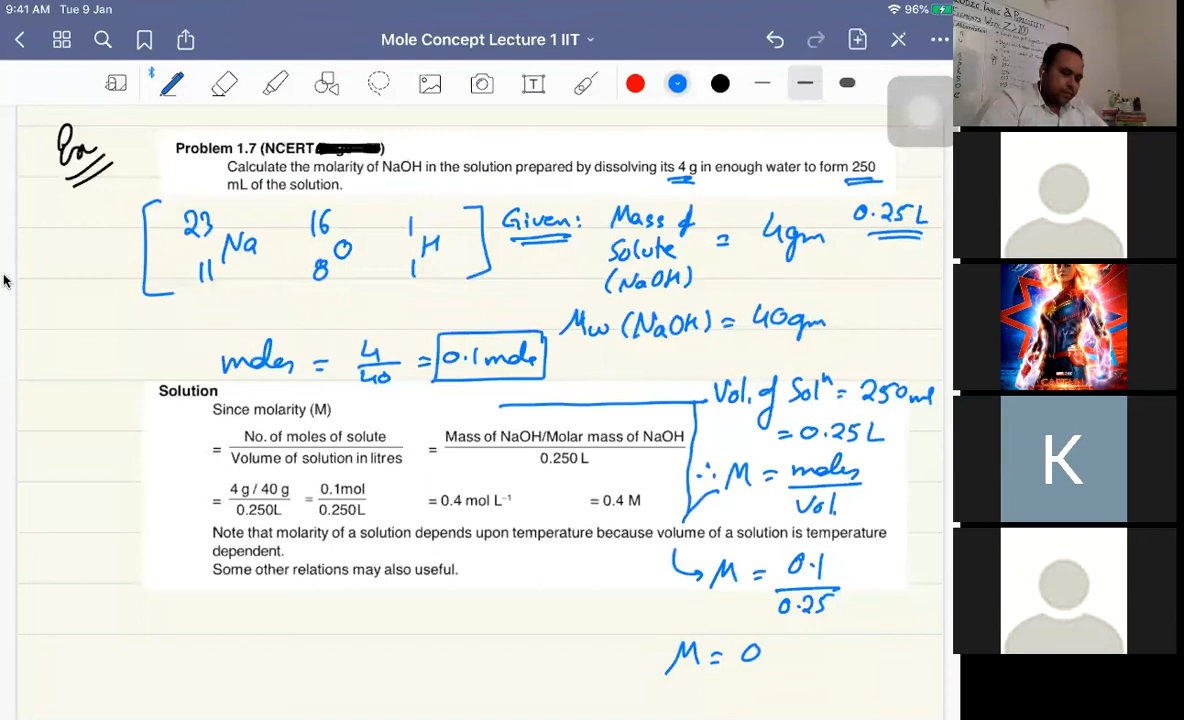 9:41 AM Tue 9 Jan
96%
Mole Concept Lecture 1 IIT
Ex
Problem 1.7 (NCERT )
Calculate the molarity of NaOH in the solution prepared by dissolving its 4 g in enough water to form 250
mL of the solution.
0.25 L
23 Na 11 16 O 8 1 H 1
Given: Mass of Solute (NaOH) = 4gm
Mw (NaOH) = 40gm
moles = 4/40 = 0.1 mole
Solution
Since molarity (M)
= No. of moles of solute / Volume of solution in litres = Mass of NaOH/Molar mass of NaOH / 0.250 L
= 4 g / 40 g / 0.250L = 0.1mol / 0.250L = 0.4 mol L⁻¹ = 0.4 M
Note that molarity of a solution depends upon temperature because volume of a solution is temperature
dependent.
Some other relations may also useful.
Vol. of Solⁿ = 250ml
= 0.25 L
∴ M = moles / Vol.
↳ M = 0.1 / 0.25
M = 0
K